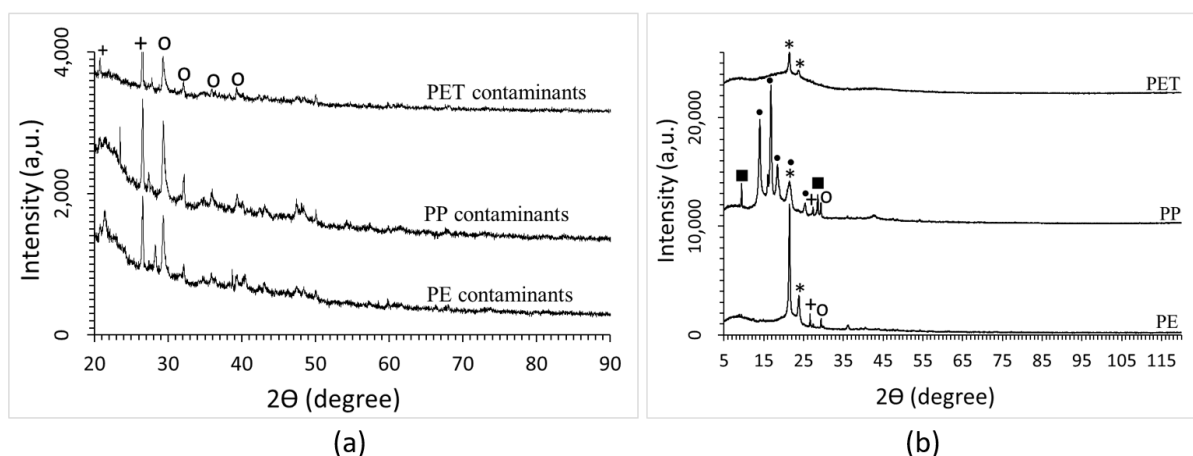 4,000
2,000
0
Intensity (a,u.)
+ + o o o o
PET contaminants
PP contaminants
PE contaminants
20 30 40 50 60 70 80 90
2Ɵ (degree)
(a)
20,000
10,000
0
Intensity (a,u.)
* *
PET
■ • • • • * • + ■ o
PP
* + o
PE
5 15 25 35 45 55 65 75 85 95 105 115
2Ɵ (degree)
(b)